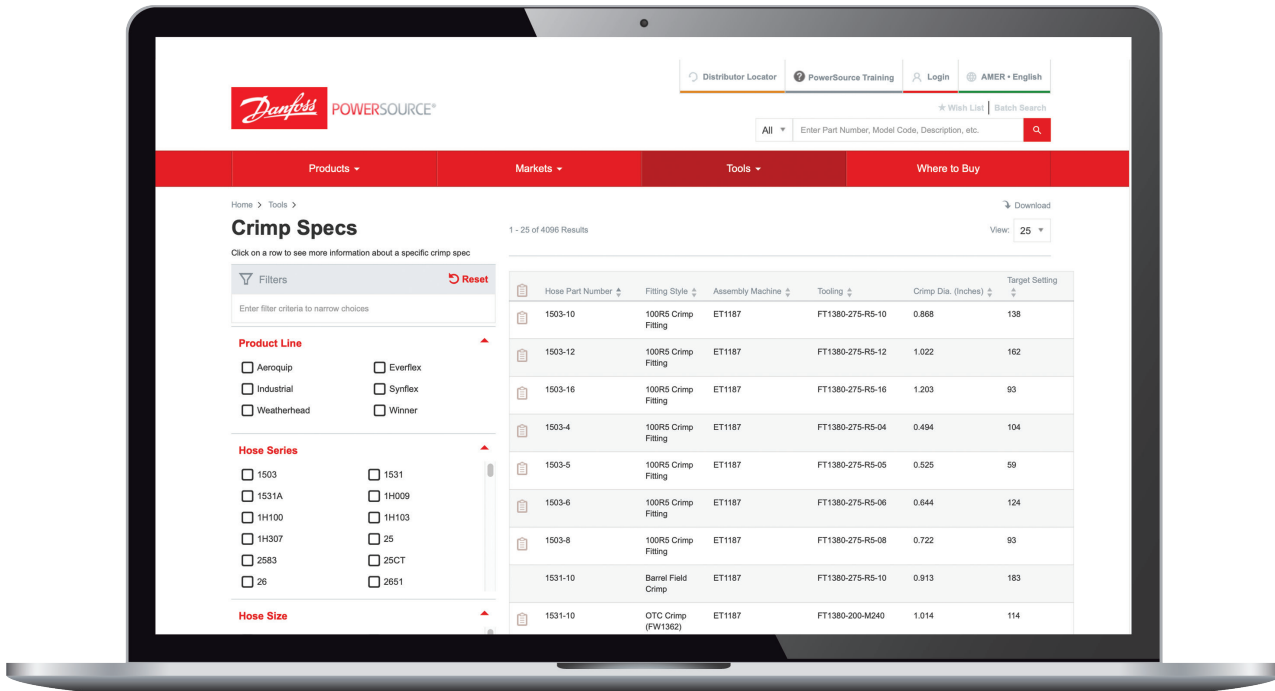 Distributor Locator
PowerSource Training
Login
AMER • English
Danfoss
POWERSOURCE®
Wish List
Batch Search
All
Enter Part Number, Model Code, Description, etc.
Products
Markets
Tools
Where to Buy
Home > Tools >
Download
Crimp Specs
1 - 25 of 4096 Results
View: 25
Click on a row to see more information about a specific crimp spec
Filters
Reset
Enter filter criteria to narrow choices
Product Line
Aeroquip
Everflex
Industrial
Synflex
Weatherhead
Winner
Hose Series
1503
1531
1531A
1H009
1H100
1H103
1H307
25
2583
25CT
26
2651
Hose Size
Hose Part Number Fitting Style Assembly Machine Tooling Crimp Dia. (Inches) Target Setting
1503-10 100R5 Crimp Fitting ET1187 FT1380-275-R5-10 0.868 138
1503-12 100R5 Crimp Fitting ET1187 FT1380-275-R5-12 1.022 162
1503-16 100R5 Crimp Fitting ET1187 FT1380-275-R5-16 1.203 93
1503-4 100R5 Crimp Fitting ET1187 FT1380-275-R5-04 0.494 104
1503-5 100R5 Crimp Fitting ET1187 FT1380-275-R5-05 0.525 59
1503-6 100R5 Crimp Fitting ET1187 FT1380-275-R5-06 0.644 124
1503-8 100R5 Crimp Fitting ET1187 FT1380-275-R5-08 0.722 93
1531-10 Barrel Field Crimp ET1187 FT1380-275-R5-10 0.913 183
1531-10 OTC Crimp (FW1362) ET1187 FT1380-200-M240 1.014 114